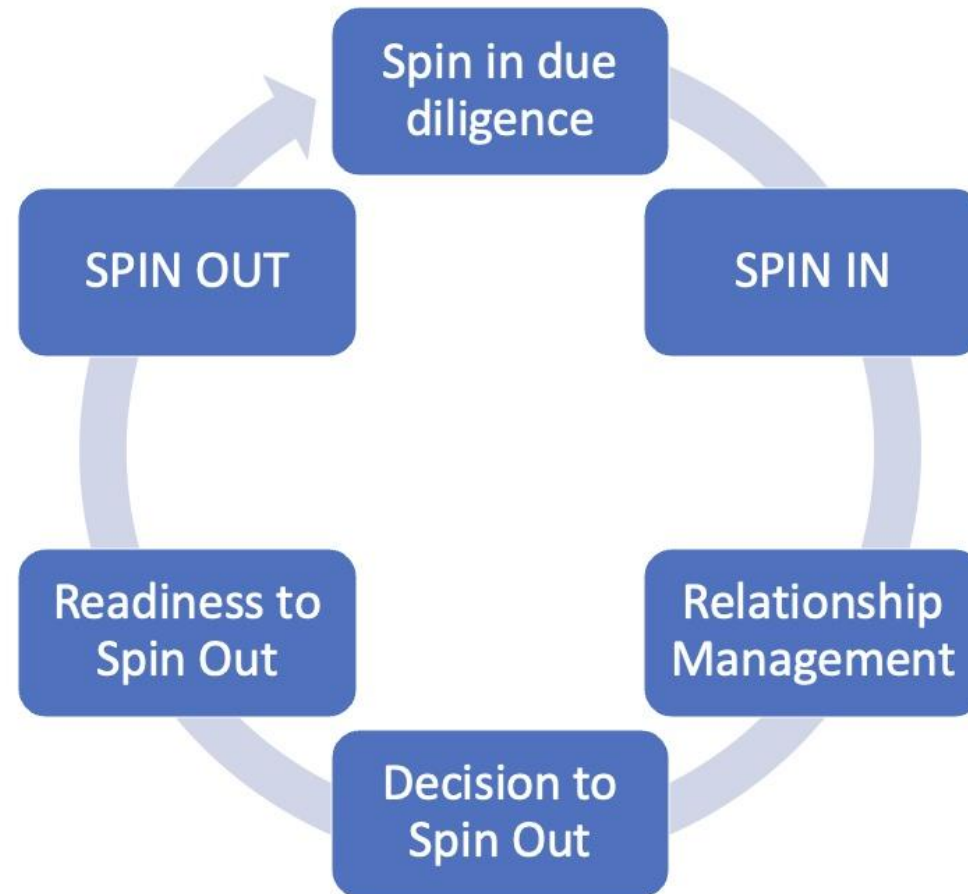 Spin in due
diligence
SPIN IN
Relationship
Management
Decision to
Spin Out
Readiness to
Spin Out
SPIN OUT